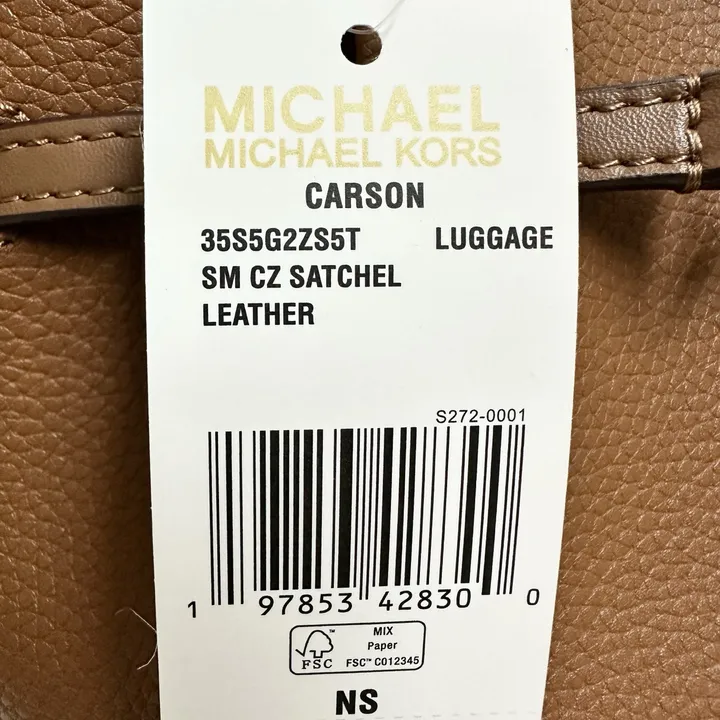 MICHAEL
MICHAEL KORS
CARSON
35S5G2ZS5T LUGGAGE
SM CZ SATCHEL
LEATHER
S272-0001
1 97853 42830 0
FSC™
MIX
Paper
FSC™ C012345
NS